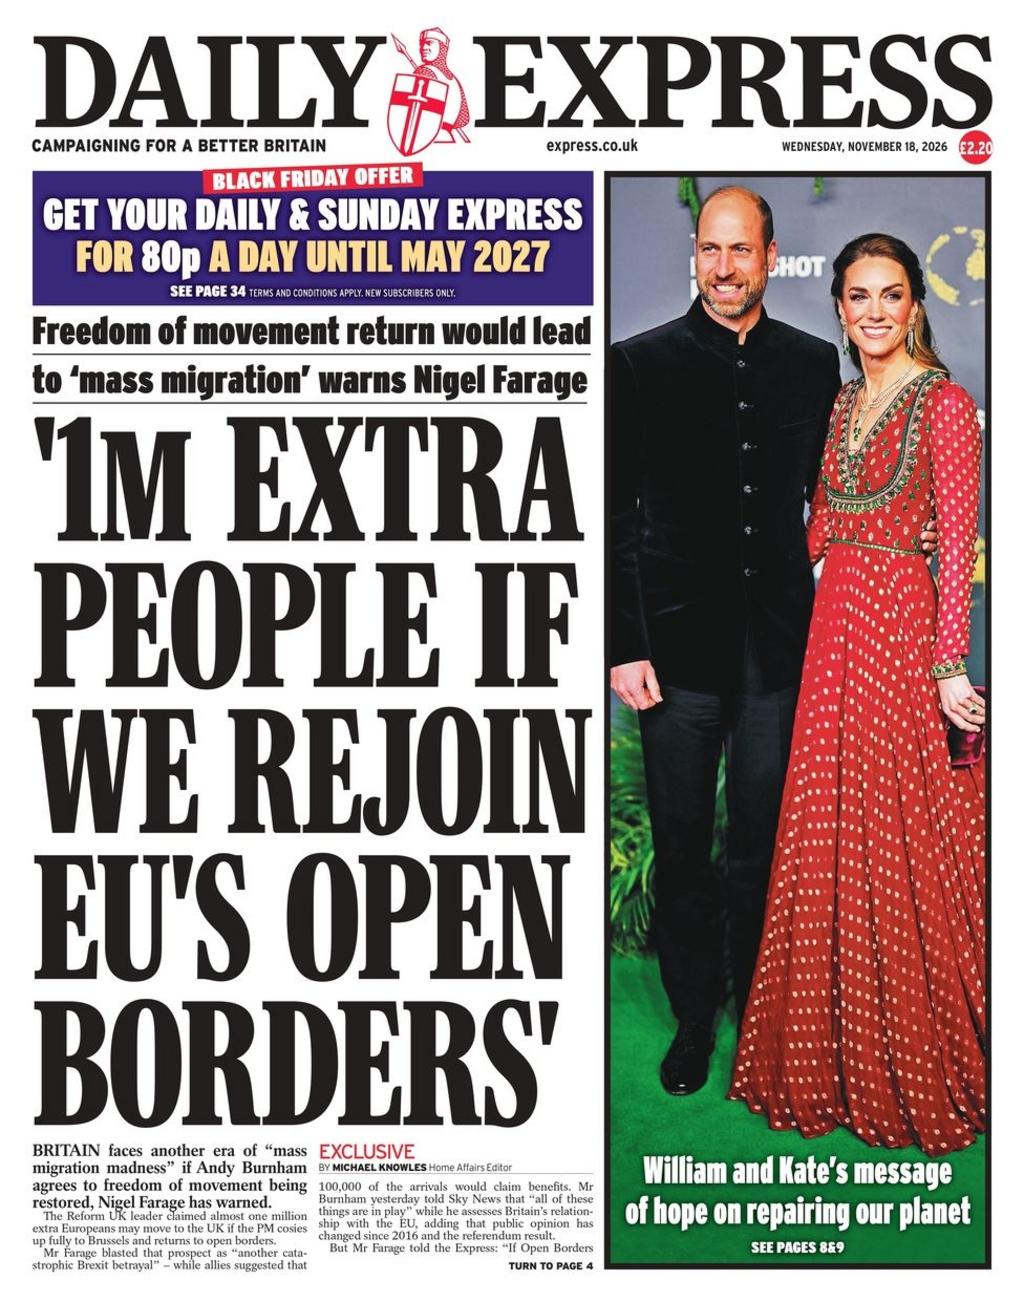 DAILY EXPRESS
CAMPAIGNING FOR A BETTER BRITAIN
express.co.uk
WEDNESDAY, NOVEMBER 18, 2026
£2.20
BLACK FRIDAY OFFER
GET YOUR DAILY & SUNDAY EXPRESS
FOR 80p A DAY UNTIL MAY 2027
SEE PAGE 34 TERMS AND CONDITIONS APPLY. NEW SUBSCRIBERS ONLY.
Freedom of movement return would lead
to ‘mass migration’ warns Nigel Farage
'1M EXTRA
PEOPLE IF
WE REJOIN
EU'S OPEN
BORDERS'
BRITAIN faces another era of “mass
migration madness” if Andy Burnham
agrees to freedom of movement being
restored, Nigel Farage has warned.
The Reform UK leader claimed almost one million
extra Europeans may move to the UK if the PM cosies
up fully to Brussels and returns to open borders.
Mr Farage blasted that prospect as “another cata-
strophic Brexit betrayal” – while allies suggested that
EXCLUSIVE
BY MICHAEL KNOWLES Home Affairs Editor
100,000 of the arrivals would claim benefits. Mr
Burnham yesterday told Sky News that “all of these
things are in play” while he assesses Britain’s relation-
ship with the EU, adding that public opinion has
changed since 2016 and the referendum result.
But Mr Farage told the Express: “If Open Borders
TURN TO PAGE 4
SHOT
William and Kate’s message
of hope on repairing our planet
SEE PAGES 8&9